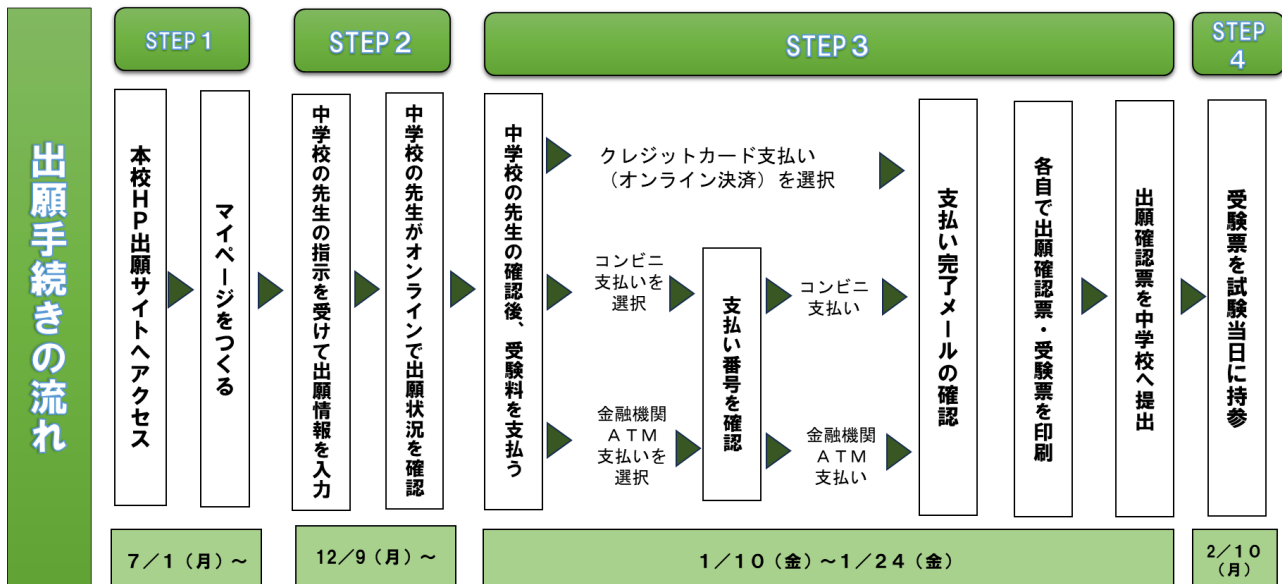 出願手続きの流れ
STEP 1
STEP 2
STEP 3
STEP
4
本校HP出願サイトへアクセス
マイページをつくる
中学校の先生の指示を受けて出願情報を入力
中学校の先生がオンラインで出願状況を確認
中学校の先生の確認後、受験料を支払う
クレジットカード支払い
（オンライン決済）を選択
コンビニ
支払いを
選択
金融機関
ATM
支払いを
選択
支払い番号を確認
コンビニ
支払い
金融機関
ATM
支払い
支払い完了メールの確認
各自で出願確認票・受験票を印刷
出願確認票を中学校へ提出
受験票を試験当日に持参
7／1（月）～
12／9（月）～
1／10（金）～1／24（金）
2／10
（月）